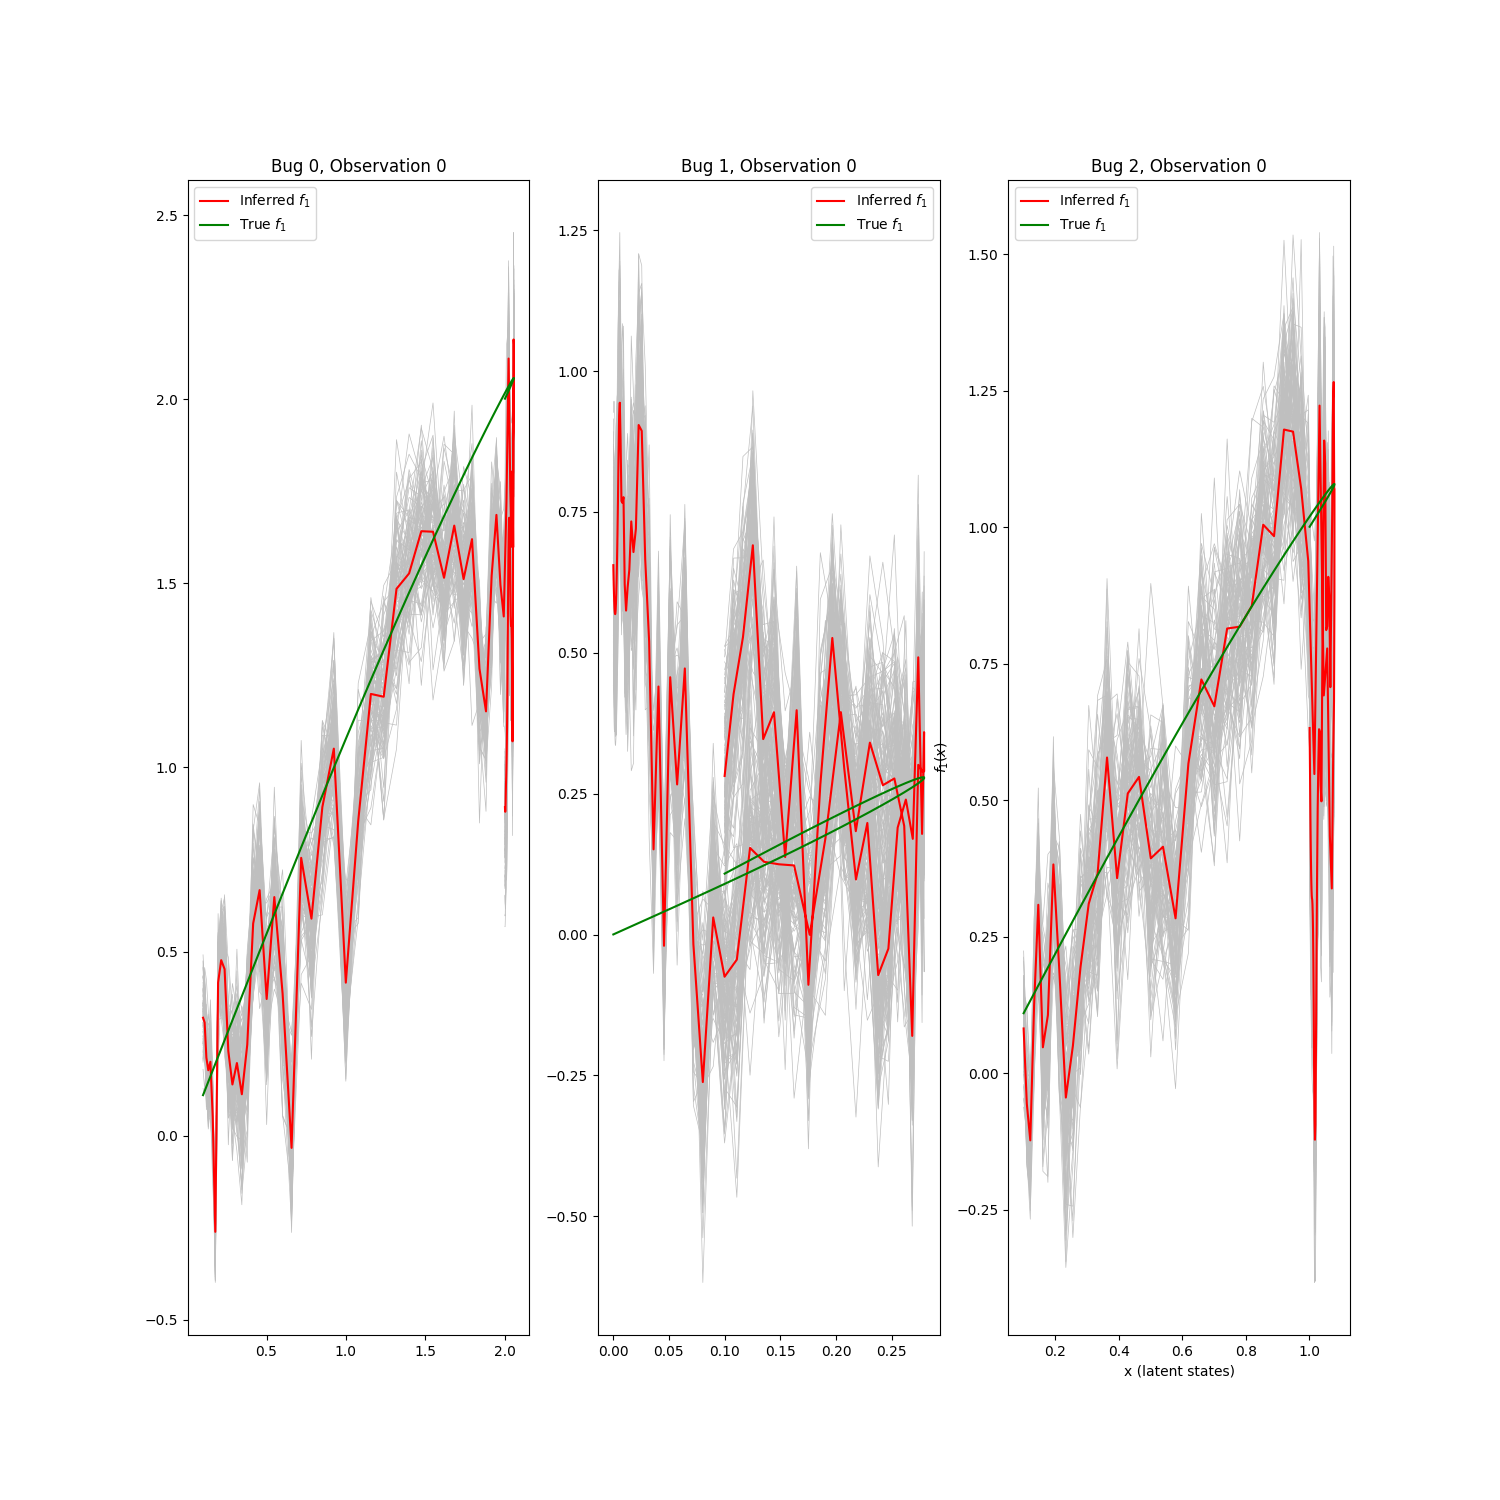 Bug 0, Observation 0
Inferred f₁
True f₁
2.5
2.0
1.5
1.0
0.5
0.0
−0.5
0.5 1.0 1.5 2.0
Bug 1, Observation 0
Inferred f₁
True f₁
1.25
1.00
0.75
0.50
0.25
0.00
−0.25
−0.50
0.00 0.05 0.10 0.15 0.20 0.25
f₁(x)
Bug 2, Observation 0
Inferred f₁
True f₁
1.50
1.25
1.00
0.75
0.50
0.25
0.00
−0.25
0.2 0.4 0.6 0.8 1.0
x (latent states)